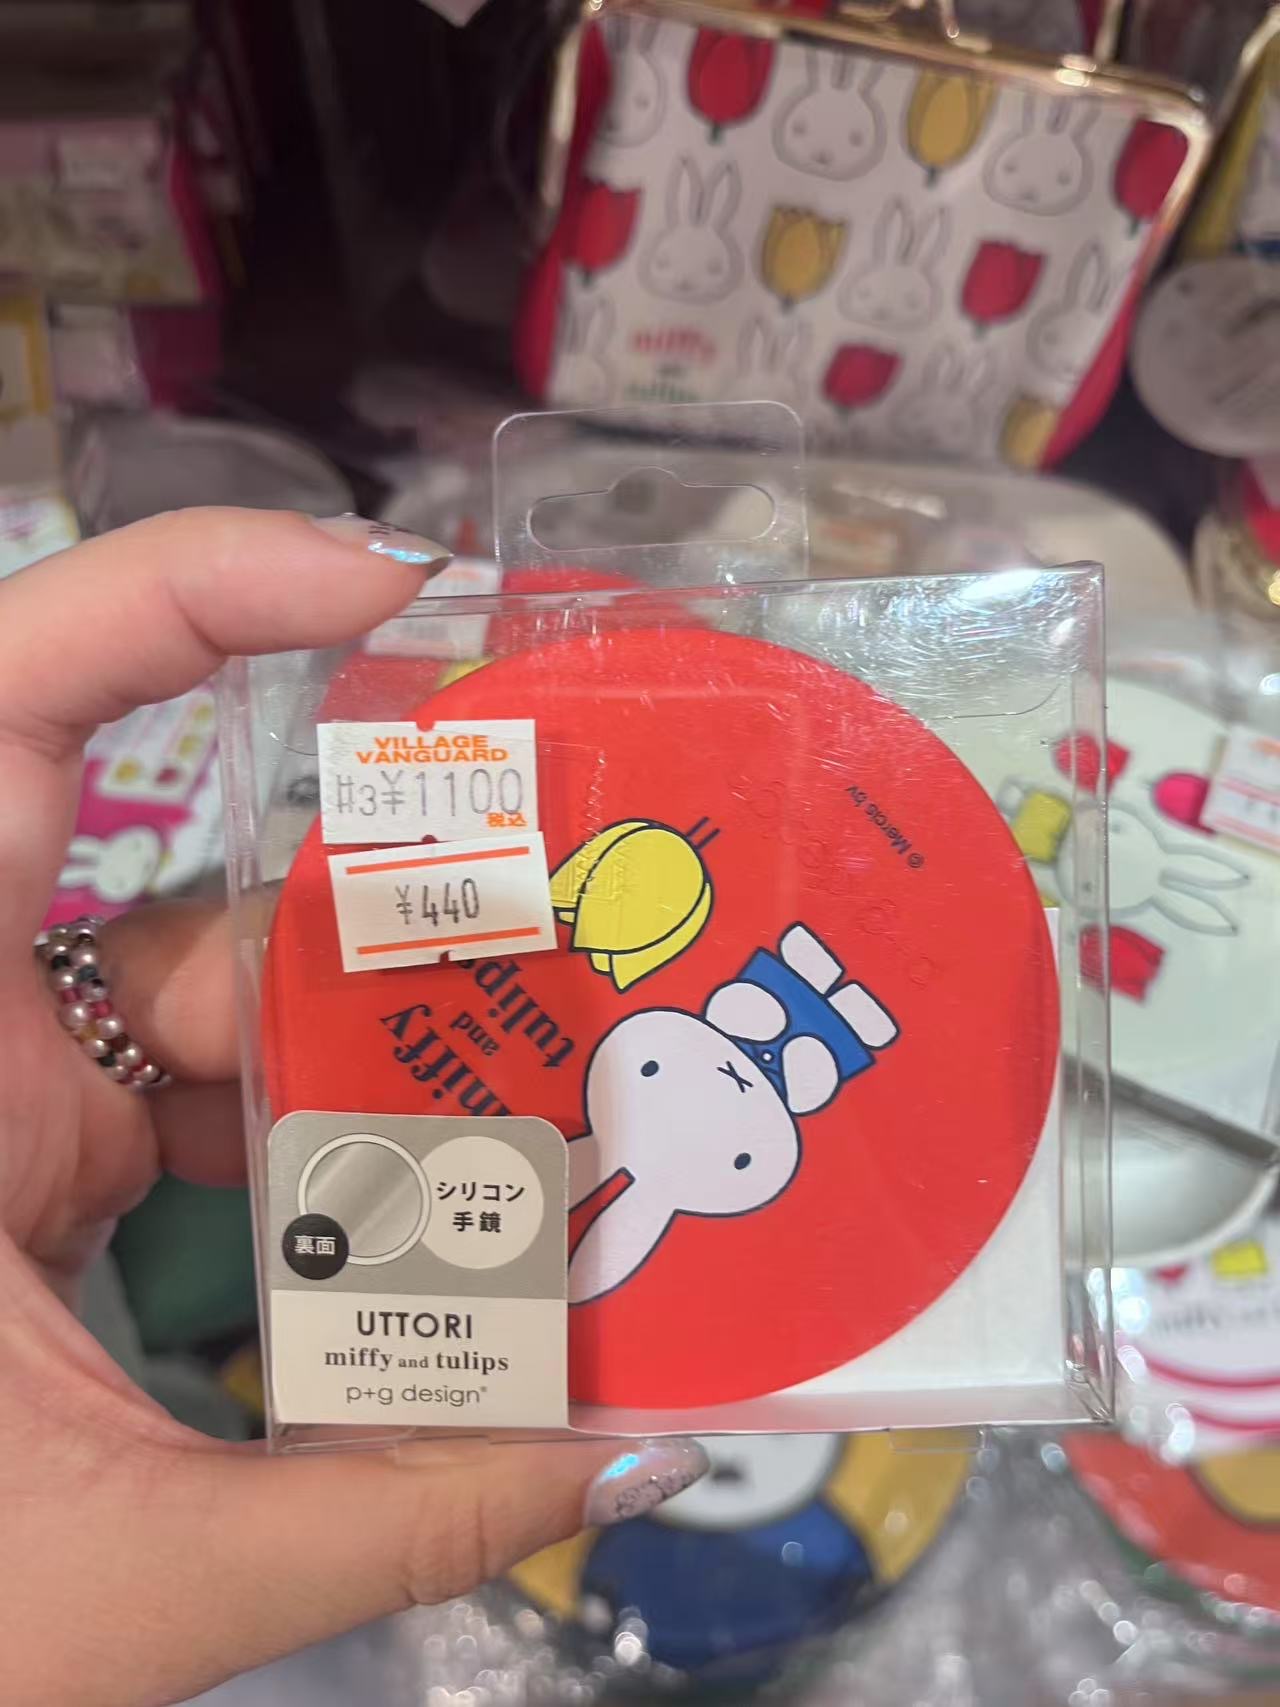 VILLAGE
VANGUARD
#3¥1100
税込
¥440
© Mercis bv
miffy
and
tulips
シリコン
手鏡
裏面
UTTORI
miffy and tulips
p+g design®